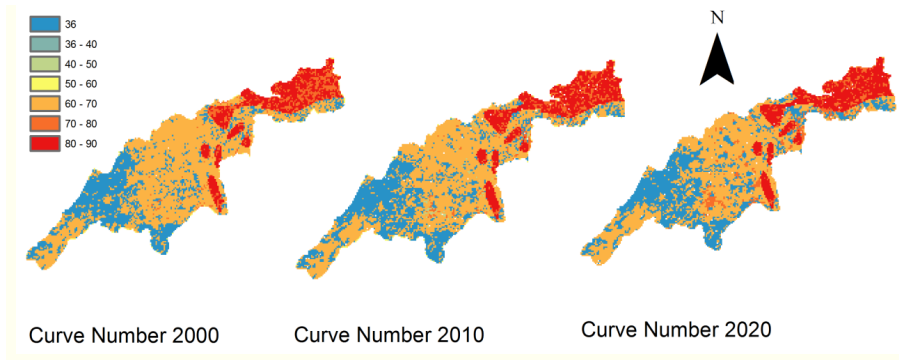 36
36 - 40
40 - 50
50 - 60
60 - 70
70 - 80
80 - 90
N
Curve Number 2000
Curve Number 2010
Curve Number 2020